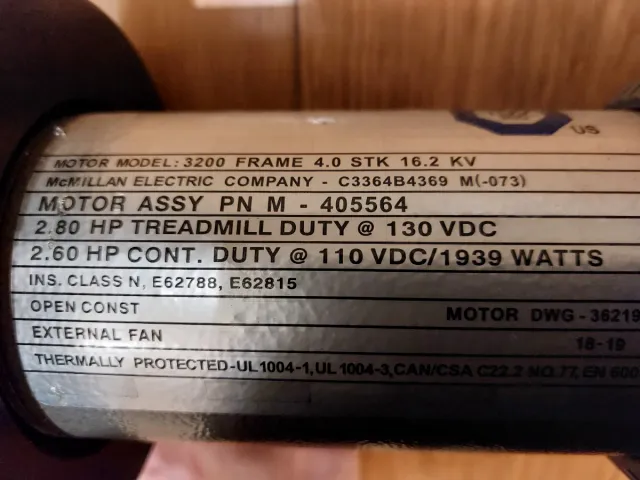 US
MOTOR MODEL: 3200 FRAME 4.0 STK 16.2 KV
McMILLAN ELECTRIC COMPANY - C3364B4369 M(-073)
MOTOR ASSY PN M - 405564
2.80 HP TREADMILL DUTY @ 130 VDC
2.60 HP CONT. DUTY @ 110 VDC/1939 WATTS
INS. CLASS N, E62788, E62815
OPEN CONST MOTOR DWG - 36219
EXTERNAL FAN 18-19
THERMALLY PROTECTED-UL1004-1, UL1004-3, CAN/CSA C22.2 NO.77, EN 600